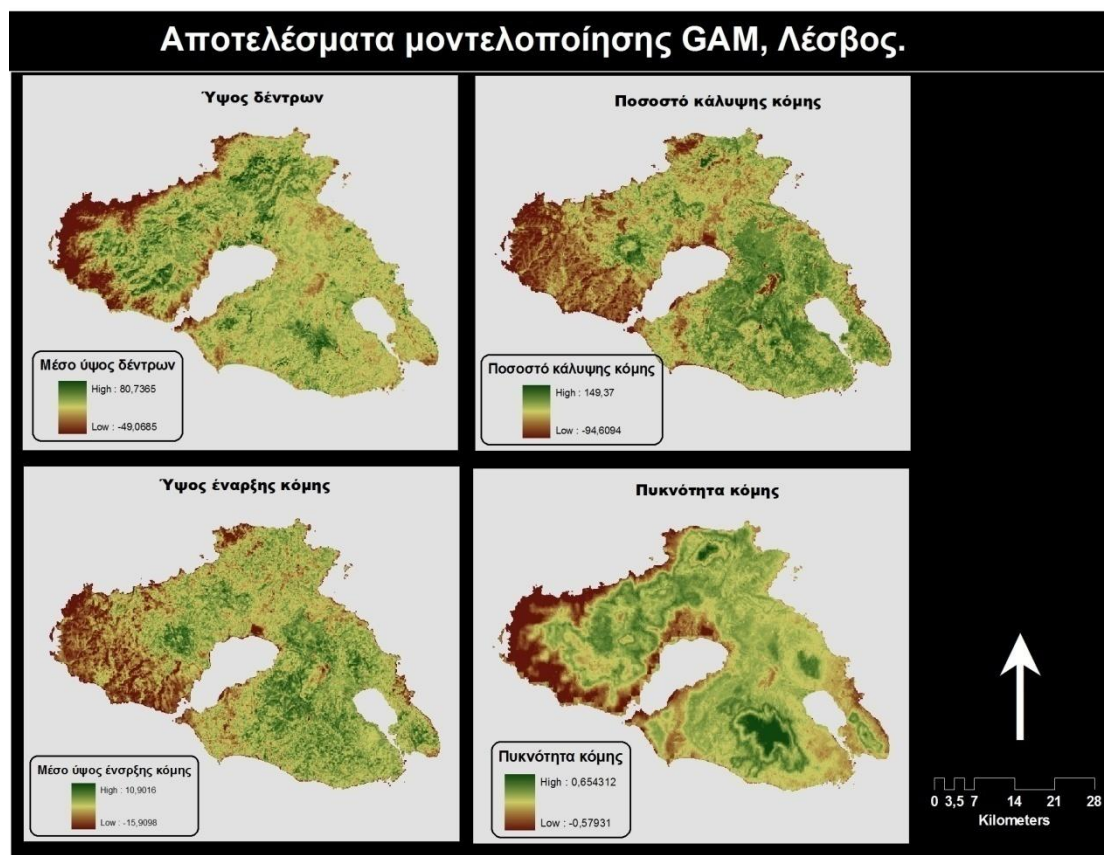 Αποτελέσματα μοντελοποίησης GAM, Λέσβος.
Ύψος δέντρων
Μέσο ύψος δέντρων
High : 80,7365
Low : -49,0685
Ποσοστό κάλυψης κόμης
Ποσοστό κάλυψης κόμης
High : 149,37
Low : -94,6094
Ύψος έναρξης κόμης
Μέσο ύψος ένσρξης κόμης
High : 10,9016
Low : -15,9098
Πυκνότητα κόμης
Πυκνότητα κόμης
High : 0,654312
Low : -0,57931
0 3,5 7 14 21 28
Kilometers